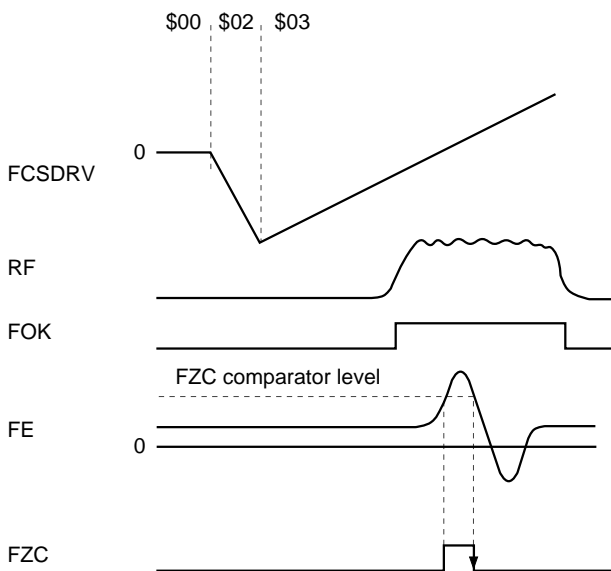 $00 $02 $03
0
FCSDRV
RF
FOK
FZC comparator level
FE
0
FZC